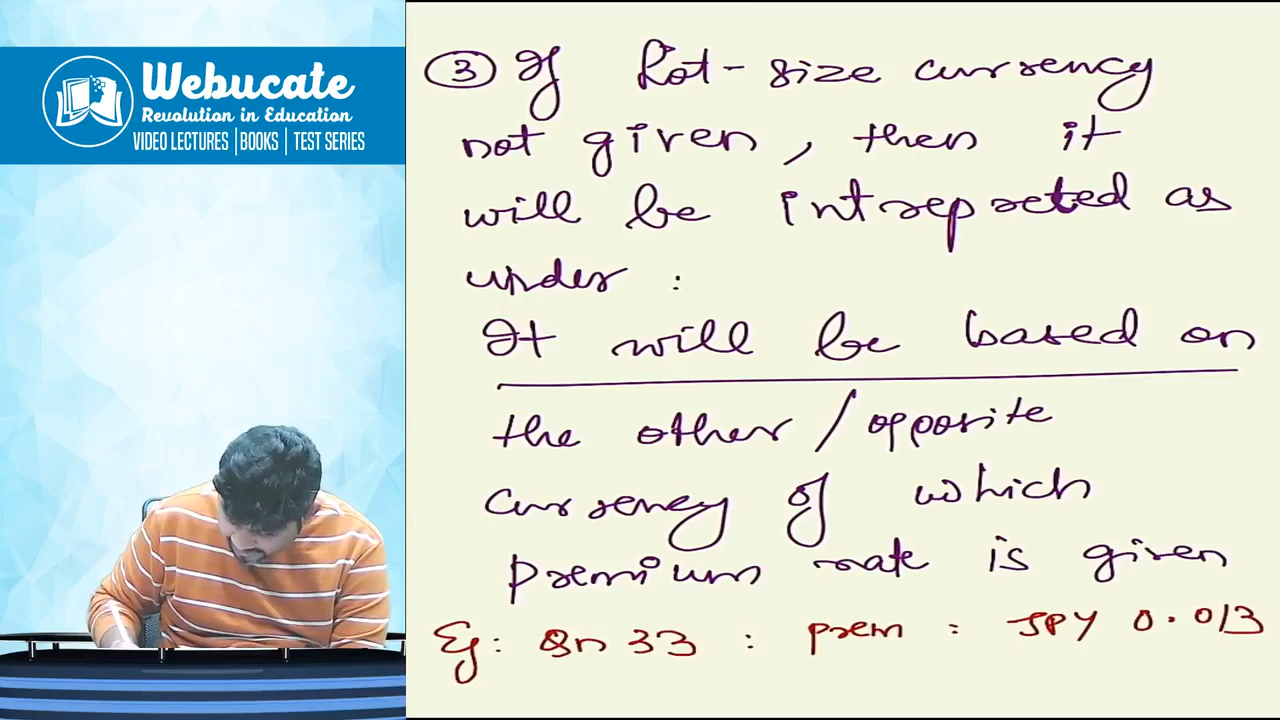 Webucate
Revolution in Education
VIDEO LECTURES | BOOKS | TEST SERIES
③ If Lot-size currency
not given, then it
will be intrepreted as
under :
It will be based on
the other / opposite
currency of which
premium rate is given
Eg: Qn 33 : prem : JPY 0.013